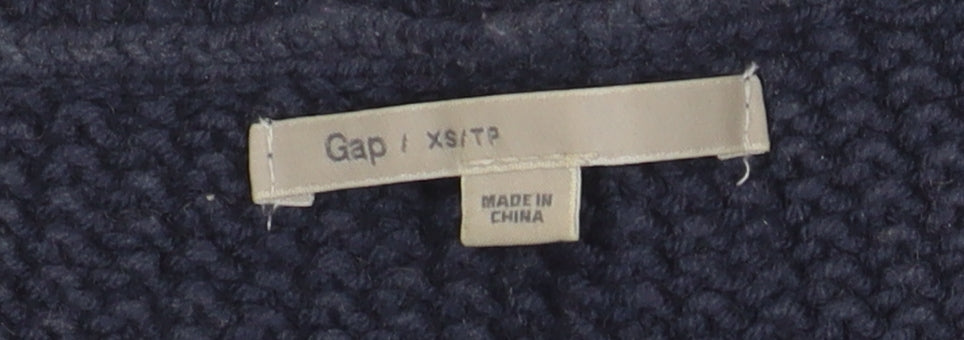 Gap / XS/TP
MADE IN
CHINA